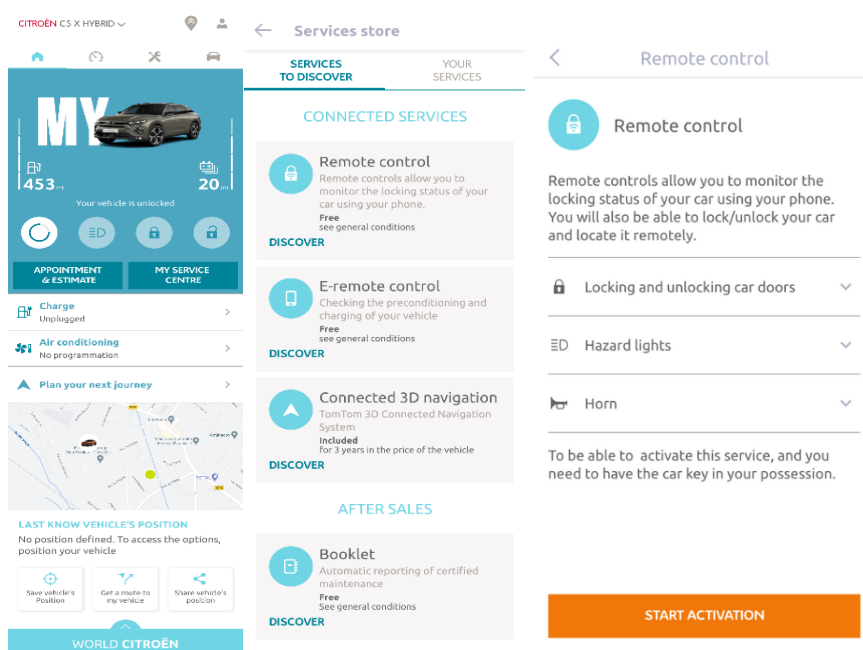 CITROËN C5 X HYBRID
MY
453 mi
20 mi
Your vehicle is unlocked
APPOINTMENT
& ESTIMATE
MY SERVICE
CENTRE
Charge
Unplugged
Air conditioning
No programmation
Plan your next journey
LAST KNOW VEHICLE'S POSITION
No position defined. To access the options,
position your vehicle
Save vehicle's
Position
Get a route to
my vehicle
Share vehicle's
position
WORLD CITROËN
Services store
SERVICES
TO DISCOVER
YOUR
SERVICES
CONNECTED SERVICES
Remote control
Remote controls allow you to
monitor the locking status of your
car using your phone.
Free
see general conditions
DISCOVER
E-remote control
Checking the preconditioning and
charging of your vehicle
Free
see general conditions
DISCOVER
Connected 3D navigation
TomTom 3D Connected Navigation
System
Included
for 3 years in the price of the vehicle
DISCOVER
AFTER SALES
Booklet
Automatic reporting of certified
maintenance
Free
See general conditions
DISCOVER
Remote control
Remote control
Remote controls allow you to monitor the
locking status of your car using your phone.
You will also be able to lock/unlock your car
and locate it remotely.
Locking and unlocking car doors
Hazard lights
Horn
To be able to activate this service, and you
need to have the car key in your possession.
START ACTIVATION